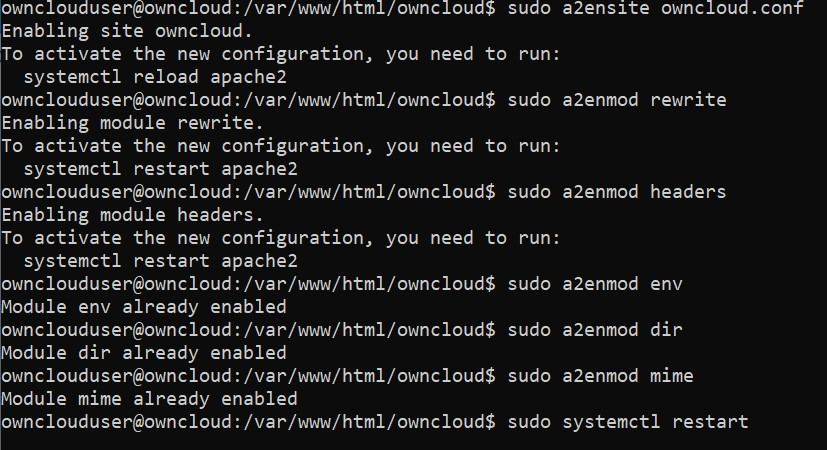 ownclouduser@owncloud:/var/www/html/owncloud$ sudo a2ensite owncloud.conf
Enabling site owncloud.
To activate the new configuration, you need to run:
  systemctl reload apache2
ownclouduser@owncloud:/var/www/html/owncloud$ sudo a2enmod rewrite
Enabling module rewrite.
To activate the new configuration, you need to run:
  systemctl restart apache2
ownclouduser@owncloud:/var/www/html/owncloud$ sudo a2enmod headers
Enabling module headers.
To activate the new configuration, you need to run:
  systemctl restart apache2
ownclouduser@owncloud:/var/www/html/owncloud$ sudo a2enmod env
Module env already enabled
ownclouduser@owncloud:/var/www/html/owncloud$ sudo a2enmod dir
Module dir already enabled
ownclouduser@owncloud:/var/www/html/owncloud$ sudo a2enmod mime
Module mime already enabled
ownclouduser@owncloud:/var/www/html/owncloud$ sudo systemctl restart